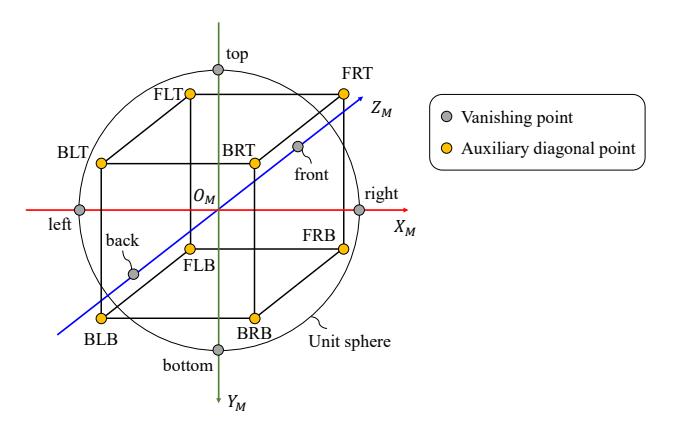 top
FRT
FLT
Z_M
Vanishing point
Auxiliary diagonal point
BLT
BRT
front
O_M
right
left
X_M
back
FRB
FLB
BLB
BRB
Unit sphere
bottom
Y_M